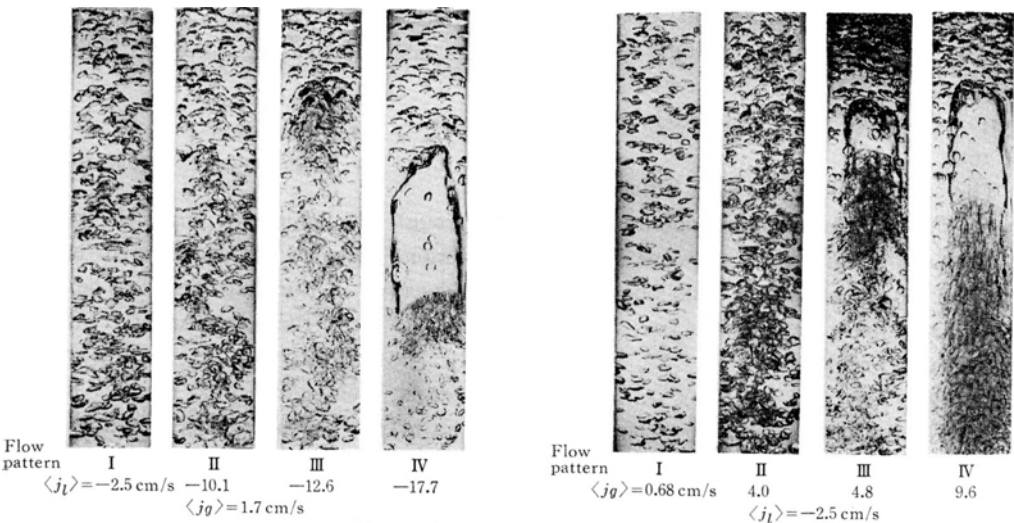 Flow
pattern I II III IV
⟨jl⟩=−2.5 cm/s −10.1 −12.6 −17.7
⟨jg⟩=1.7 cm/s
Flow
pattern I II III IV
⟨jg⟩=0.68 cm/s 4.0 4.8 9.6
⟨jl⟩=−2.5 cm/s